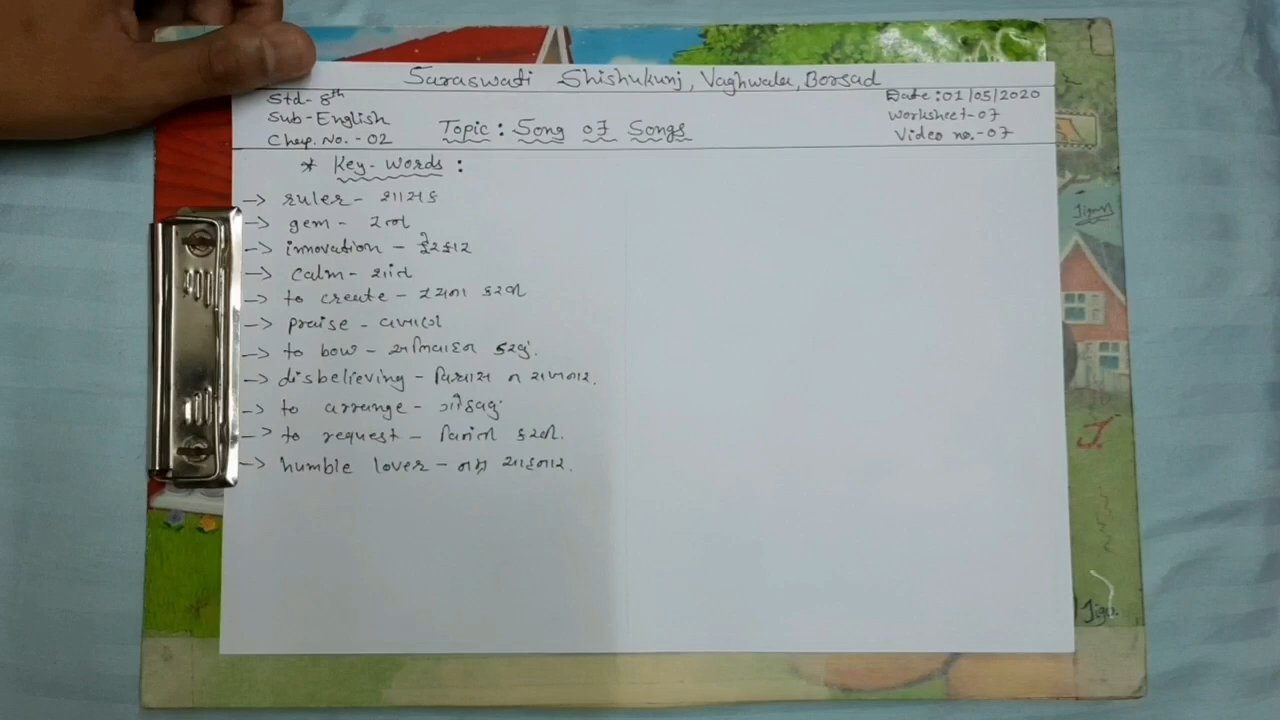 Saraswati Shishukunj, Vaghwala, Borsad
Std- 8th
Sub- English
Chap. No. - 02
Topic: Song of Songs
Date: 01/05/2020
Worksheet-07
Video no.-07
* Key-Words :
-> ruler - શાસક
-> gem - રત્ન
-> innovation - ફેરફાર
-> calm - શાંત
-> to create - રચના કરવી
-> praise - વખાણ
-> to bow - અભિવાદન કરવું.
-> disbelieving - વિશ્વાસ ન રાખનાર.
-> to arrange - ગોઠવવું
-> to request - વિનંતી કરવી.
-> humble lover - નમ્ર ચાહનાર.
Jigu.
J.